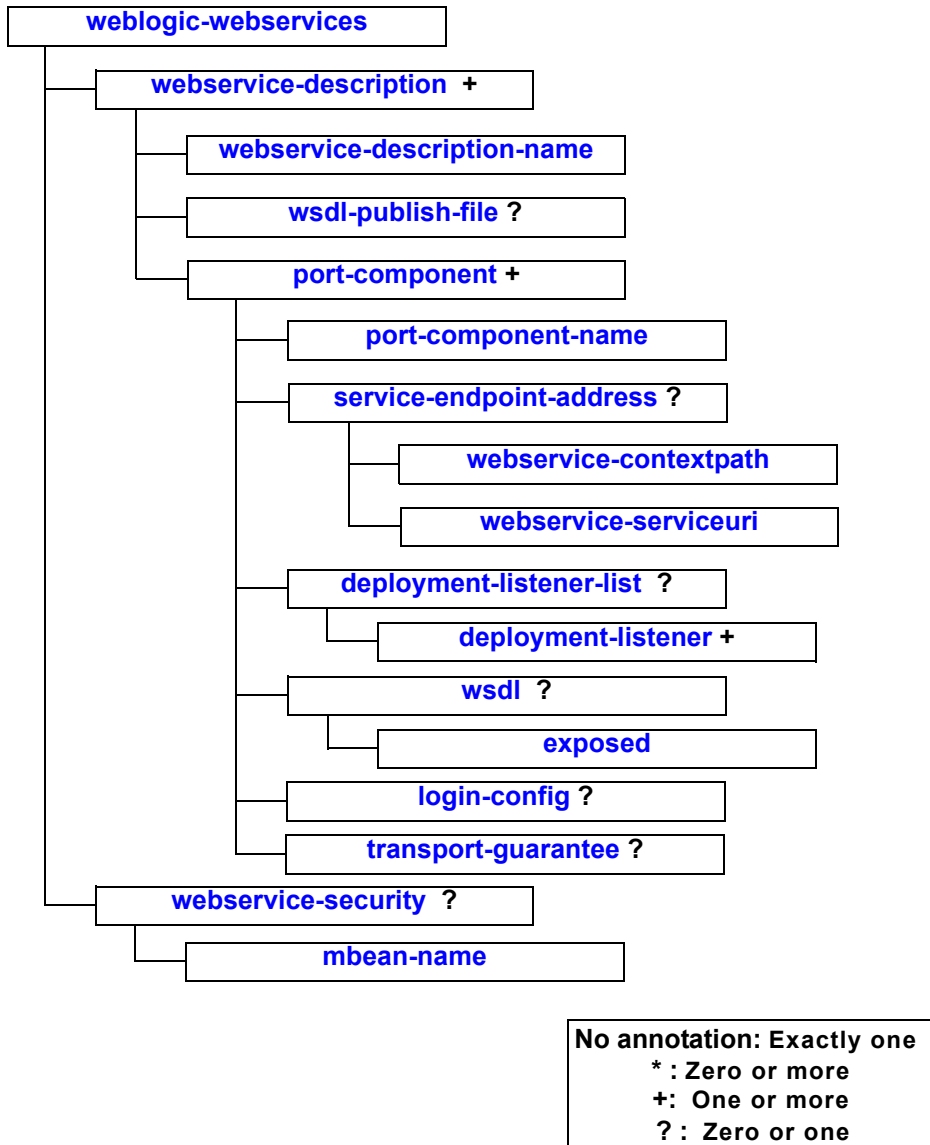 weblogic-webservices
webservice-description +
webservice-description-name
wsdl-publish-file ?
port-component +
port-component-name
service-endpoint-address ?
webservice-contextpath
webservice-serviceuri
deployment-listener-list ?
deployment-listener +
wsdl ?
exposed
login-config ?
transport-guarantee ?
webservice-security ?
mbean-name
No annotation: Exactly one
* : Zero or more
+: One or more
? : Zero or one